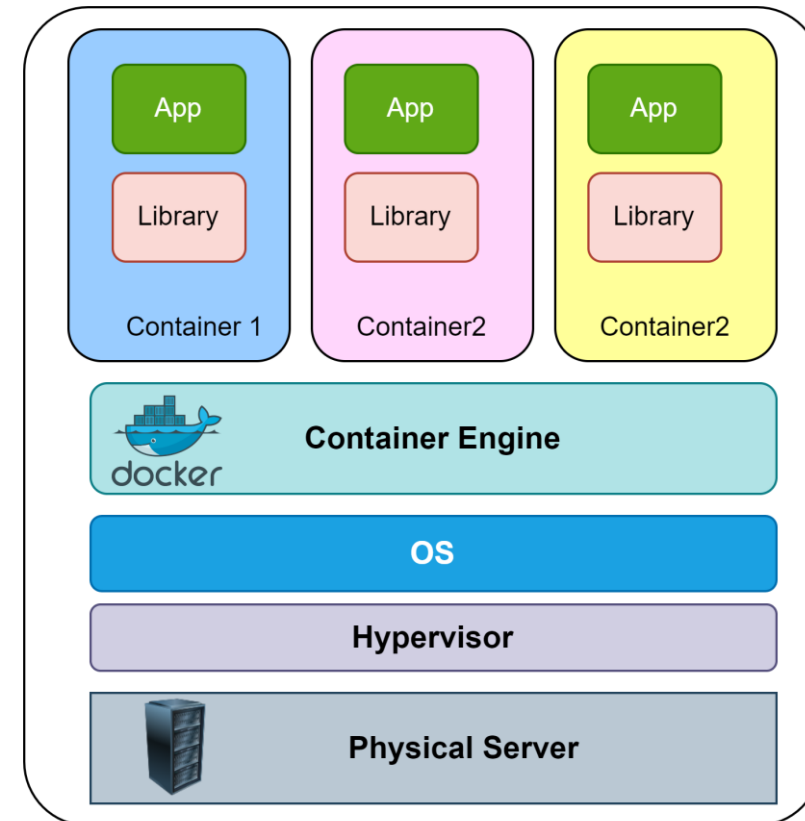 App
App
App
Library
Library
Library
Container 1
Container2
Container2
docker
Container Engine
OS
Hypervisor
Physical Server